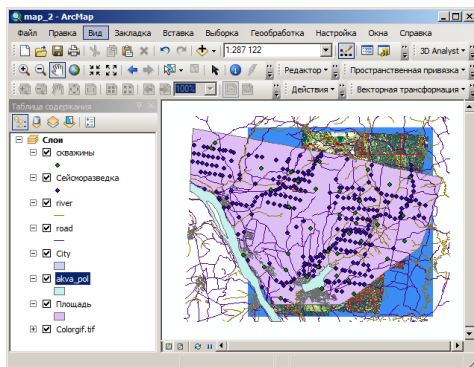 map_2 - ArcMap
Файл Правка Вид Закладка Вставка Выборка Геообработка Настройка Окна Справка
1:287 122 3D Analyst
Редактор Пространственная привязка
100% Действия Векторная трансформация
Таблица содержания
Слои
скважины
Сейсморазведка
river
road
City
akva_pol
Площадь
Colorgif.tif